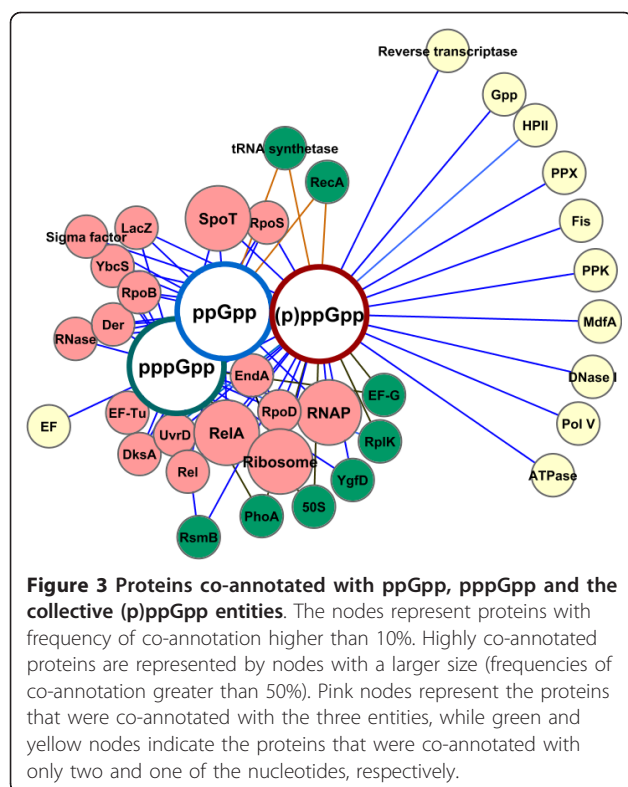 Reverse transcriptase
Gpp
HPII
tRNA synthetase
RecA
PPX
SpoT
RpoS
LacZ
Sigma factor
Fis
YbcS
PPK
RpoB
ppGpp
(p)ppGpp
MdfA
Der
RNase
pppGpp
EndA
DNase I
EF-G
EF-Tu
RpoD
RNAP
Pol V
EF
UvrD
RelA
RplK
DksA
Rel
Ribosome
ATPase
YgfD
PhoA
50S
RsmB
Figure 3 Proteins co-annotated with ppGpp, pppGpp and the
collective (p)ppGpp entities. The nodes represent proteins with
frequency of co-annotation higher than 10%. Highly co-annotated
proteins are represented by nodes with a larger size (frequencies of
co-annotation greater than 50%). Pink nodes represent the proteins
that were co-annotated with the three entities, while green and
yellow nodes indicate the proteins that were co-annotated with
only two and one of the nucleotides, respectively.